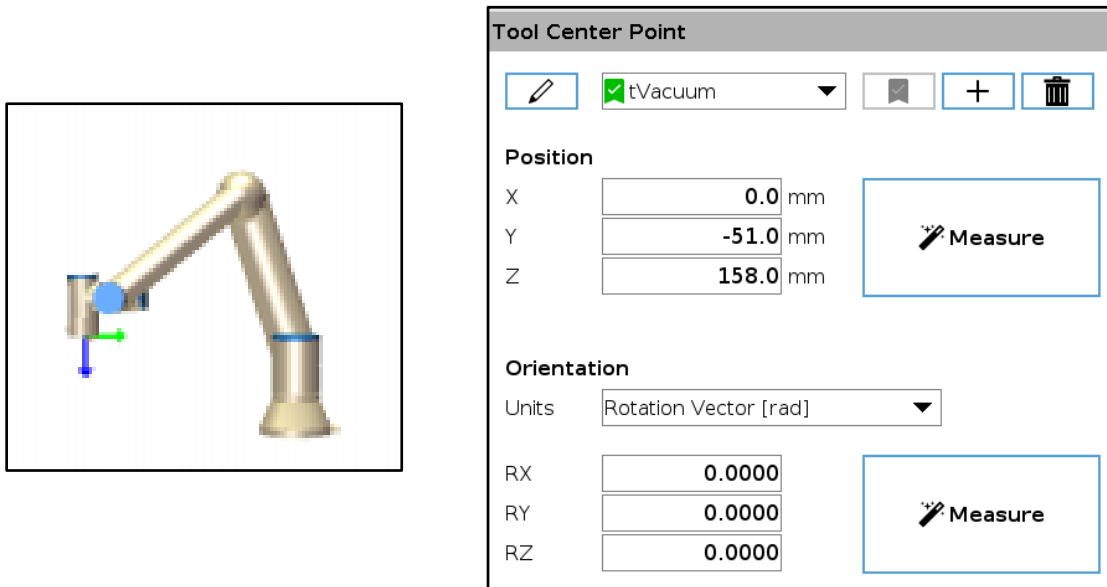 Tool Center Point
tVacuum
Position
X 0.0 mm
Y -51.0 mm
Z 158.0 mm
Measure
Orientation
Units Rotation Vector [rad]
RX 0.0000
RY 0.0000
RZ 0.0000
Measure